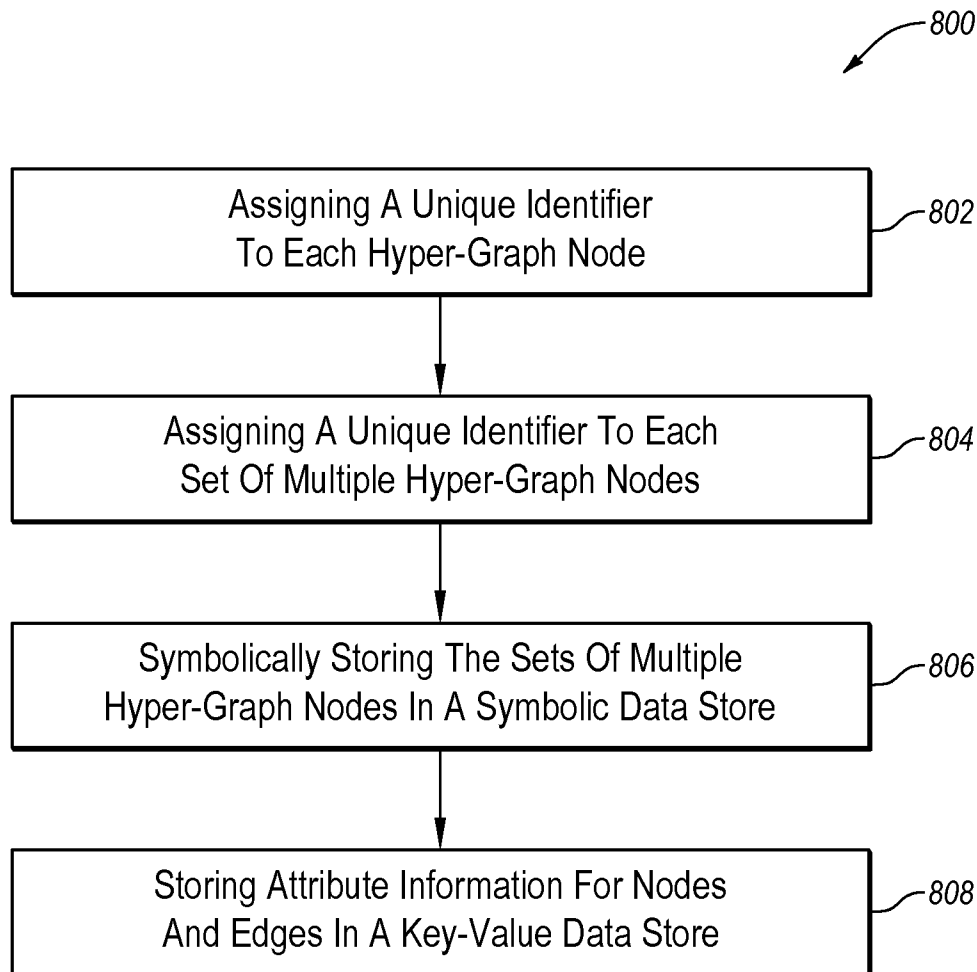 800
Assigning A Unique Identifier
To Each Hyper-Graph Node
802
Assigning A Unique Identifier To Each
Set Of Multiple Hyper-Graph Nodes
804
Symbolically Storing The Sets Of Multiple
Hyper-Graph Nodes In A Symbolic Data Store
806
Storing Attribute Information For Nodes
And Edges In A Key-Value Data Store
808